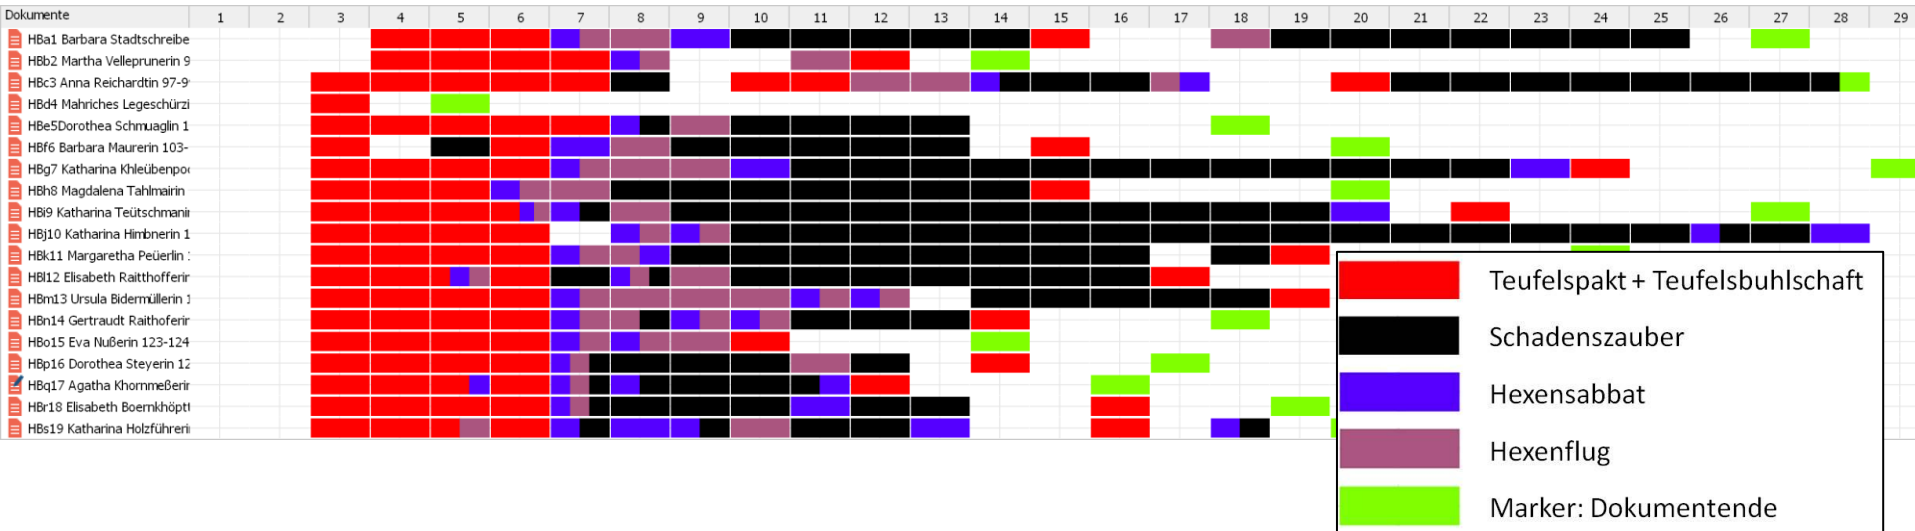 Dokumente 1 2 3 4 5 6 7 8 9 10 11 12 13 14 15 16 17 18 19 20 21 22 23 24 25 26 27 28 29
HBa1 Barbara Stadtschreibe
HBb2 Martha Velleprunerin 9
HBc3 Anna Reichardtin 97-9
HBd4 Mahriches Legeschürzi
HBe5Dorothea Schmuaglin 1
HBf6 Barbara Maurerin 103-
HBg7 Katharina Khleübenpo
HBh8 Magdalena Tahlmairin
HBi9 Katharina Teütschmani
HBj10 Katharina Himbnerin 1
HBk11 Margaretha Peüerlin
HBl12 Elisabeth Raitthofferir
HBm13 Ursula Bidermüllerin 1
HBn14 Gertraudt Raithoferir
HBo15 Eva Nußerin 123-124
HBp16 Dorothea Steyerin 12
HBq17 Agatha Khornmeßerir
HBr18 Elisabeth Boernkhöpt
HBs19 Katharina Holzführeri
Teufelspakt + Teufelsbuhlschaft
Schadenszauber
Hexensabbat
Hexenflug
Marker: Dokumentende